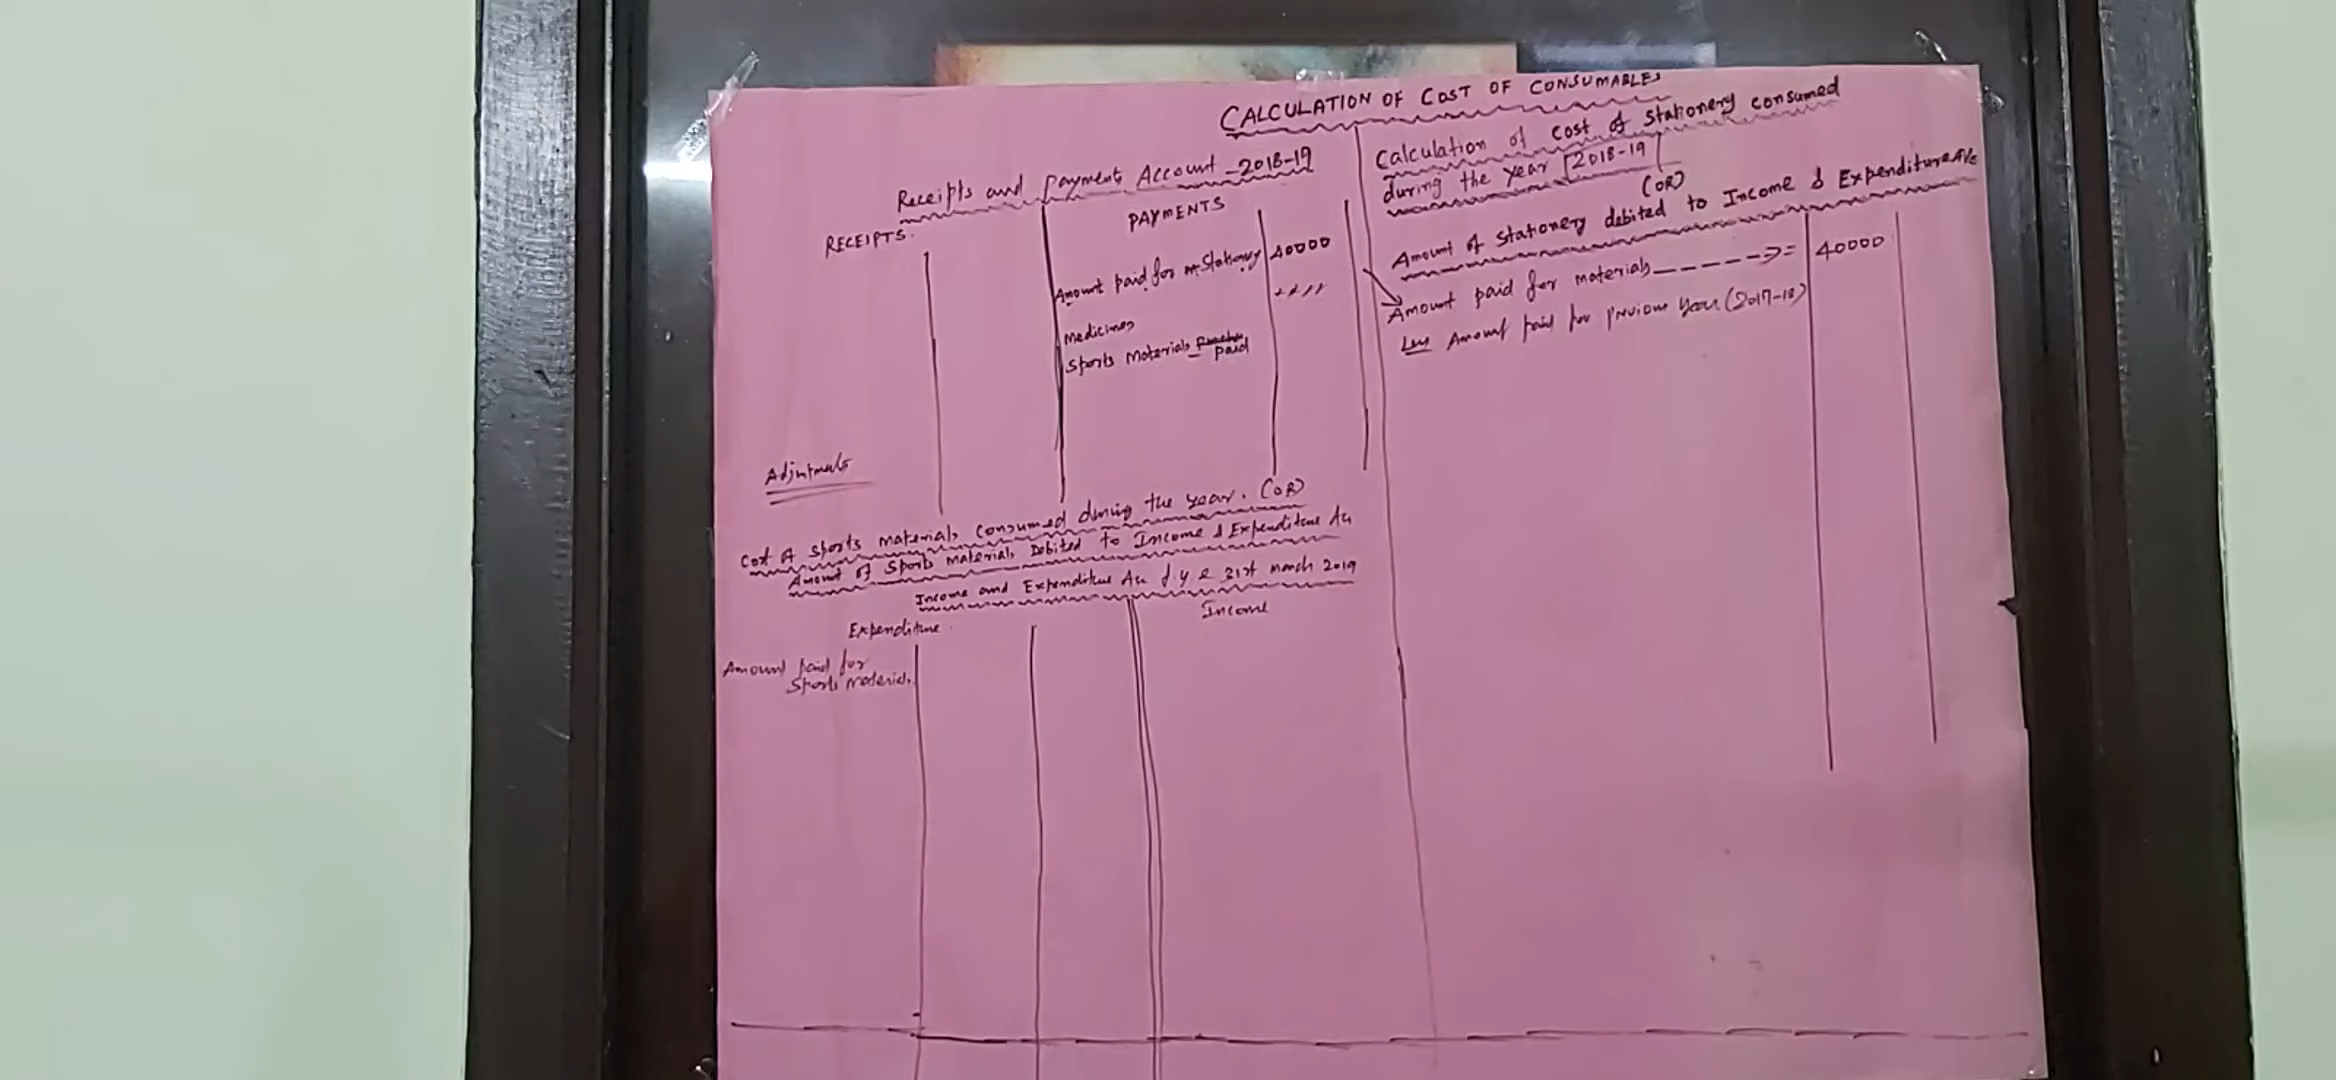 CALCULATION OF COST OF CONSUMABLES
Receipts and Payment Account - 2018-19
RECEIPTS.
PAYMENTS
Amount paid for Stationery 40000
medicines
Sports Materials paid
Adjustments
Cost of Sports materials consumed during the year. (OR)
Amount of Sports materials Debited to Income & Expenditure A/c
Income and Expenditure A/c f.y e 31st march 2019
Expenditure
Income
Amount paid for
Sports materials
Calculation of cost of stationery consumed
during the year 2018-19
(OR)
Amount of stationery debited to Income & Expenditure A/c
Amount paid for materials -----> = 40000
Less Amount paid for previous year (2017-18)